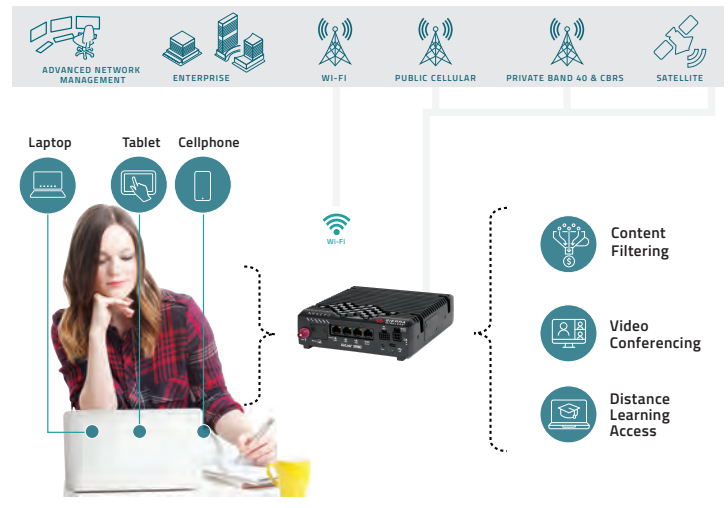 ADVANCED NETWORK
MANAGEMENT
ENTERPRISE
WI-FI
PUBLIC CELLULAR
PRIVATE BAND 40 & CBRS
SATELLITE
Laptop
Tablet
Cellphone
Wi-Fi
SIERRA
Content
Filtering
Video
Conferencing
Distance
Learning
Access
$